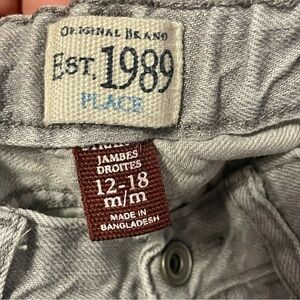 ORIGINAL BRAND
EST. 1989
PLACE
JAMBES
DROITES
12-18
m/m
MADE IN
BANGLADESH